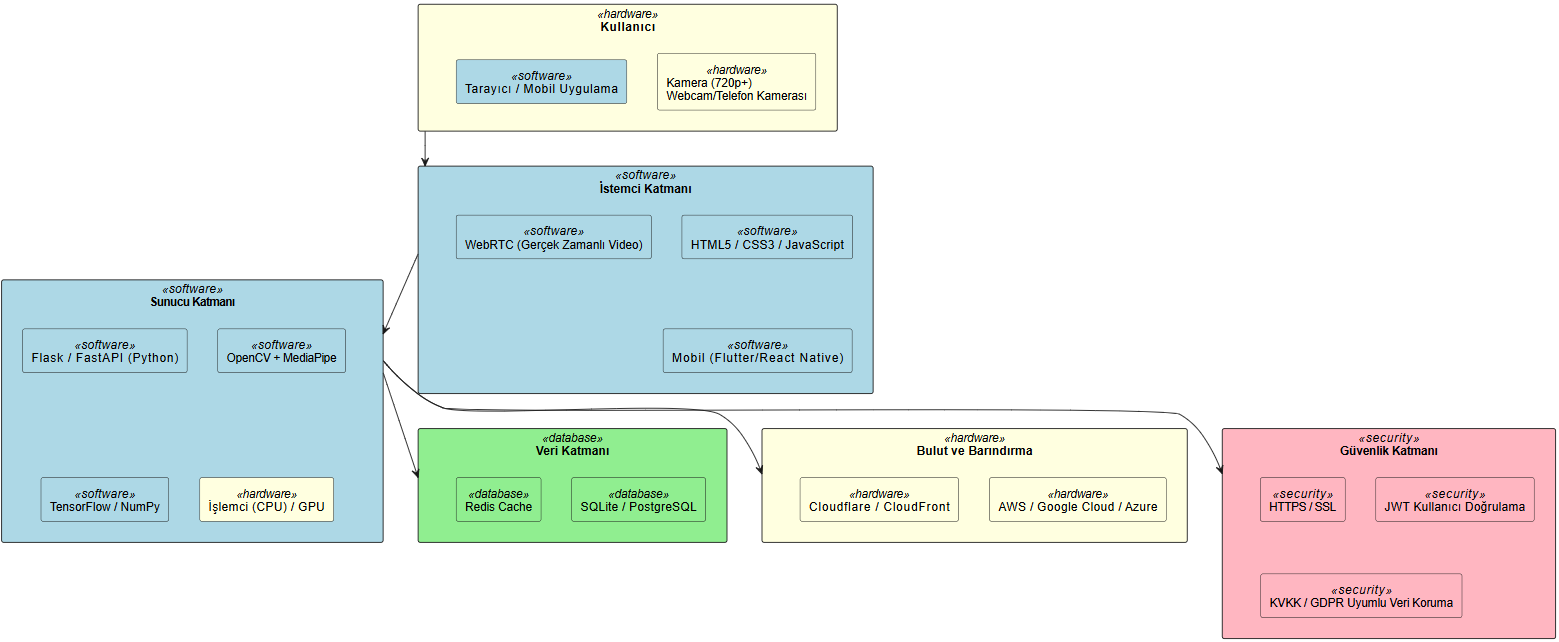 «hardware»
Kullanıcı
«software»
Tarayıcı / Mobil Uygulama
«hardware»
Kamera (720p+)
Webcam/Telefon Kamerası
«software»
İstemci Katmanı
«software»
WebRTC (Gerçek Zamanlı Video)
«software»
HTML5 / CSS3 / JavaScript
«software»
Mobil (Flutter/React Native)
«software»
Sunucu Katmanı
«software»
Flask / FastAPI (Python)
«software»
OpenCV + MediaPipe
«software»
TensorFlow / NumPy
«hardware»
İşlemci (CPU) / GPU
«database»
Veri Katmanı
«database»
Redis Cache
«database»
SQLite / PostgreSQL
«hardware»
Bulut ve Barındırma
«hardware»
Cloudflare / CloudFront
«hardware»
AWS / Google Cloud / Azure
«security»
Güvenlik Katmanı
«security»
HTTPS / SSL
«security»
JWT Kullanıcı Doğrulama
«security»
KVKK / GDPR Uyumlu Veri Koruma